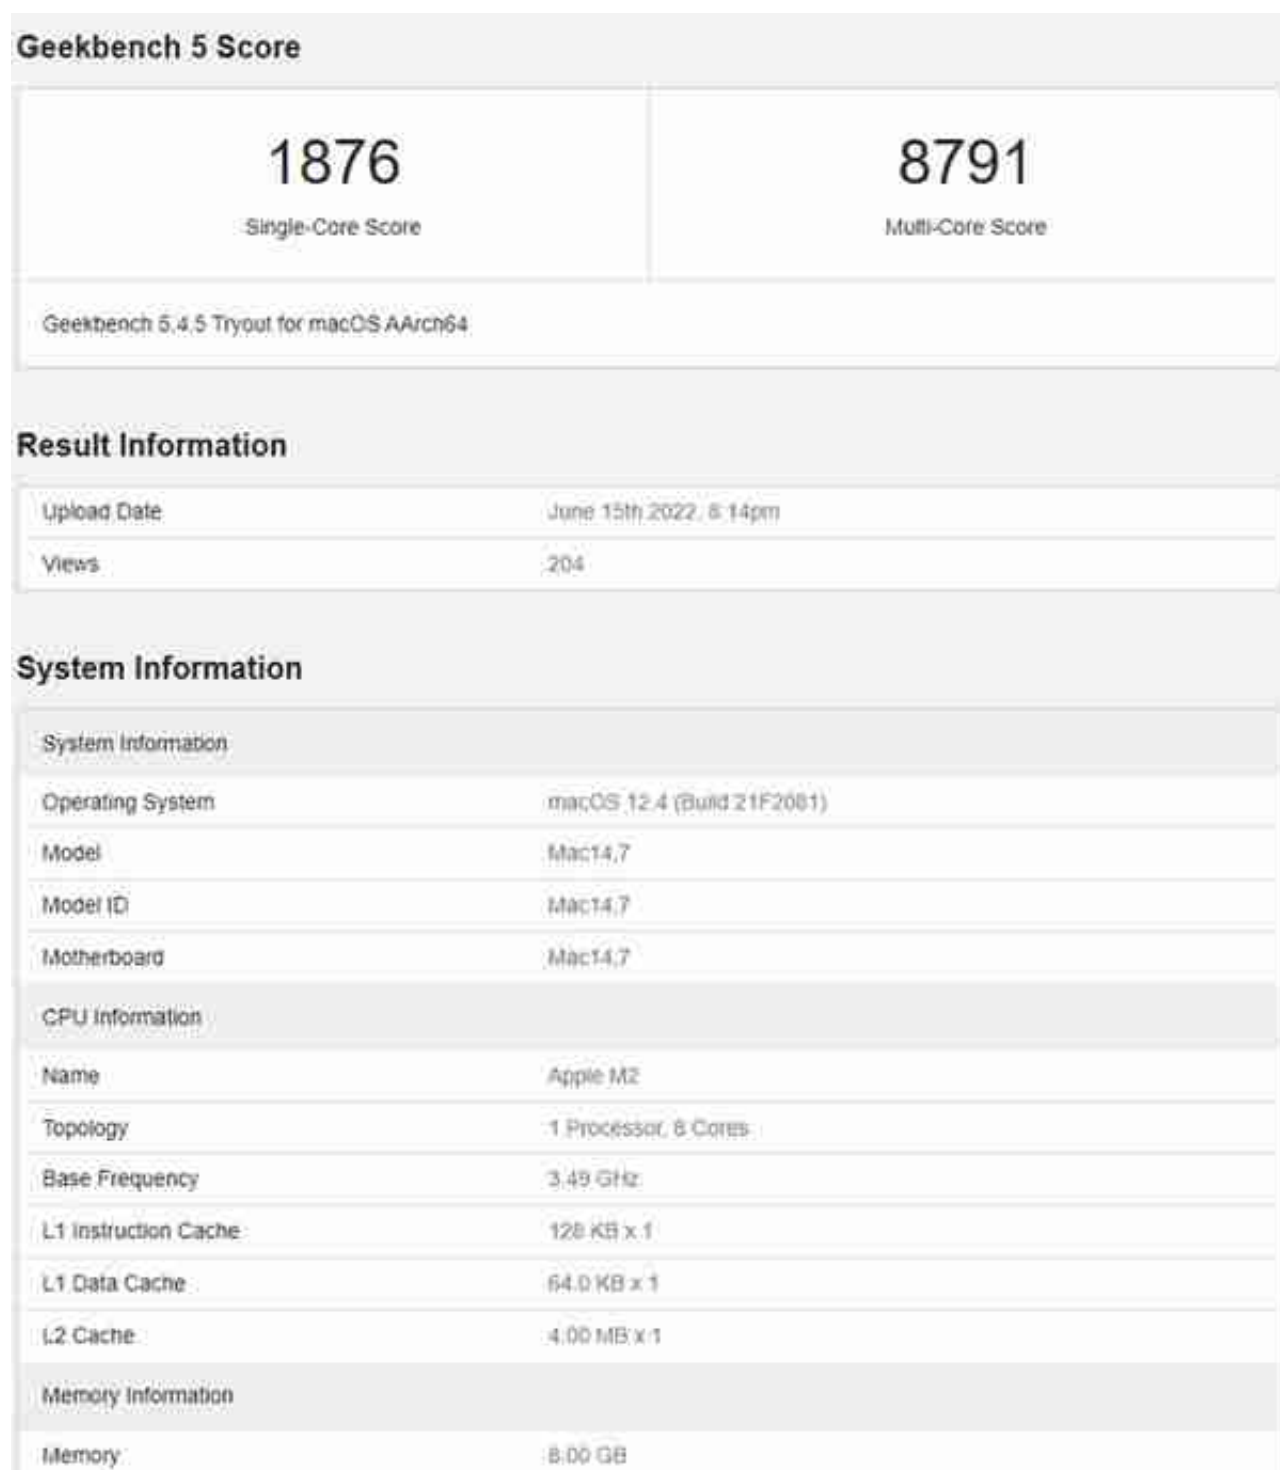 Geekbench 5 Score
1876 8791
Single-Core Score Multi-Core Score
Geekbench 5.4.5 Tryout for macOS AArch64
Result Information
Upload Date June 15th 2022, 8:14pm
Views 204
System Information
System Information
Operating System macOS 12.4 (Build 21F2081)
Model Mac14,7
Model ID Mac14,7
Motherboard Mac14,7
CPU Information
Name Apple M2
Topology 1 Processor, 8 Cores
Base Frequency 3.49 GHz
L1 Instruction Cache 128 KB x 1
L1 Data Cache 64.0 KB x 1
L2 Cache 4.00 MB x 1
Memory Information
Memory 8.00 GB